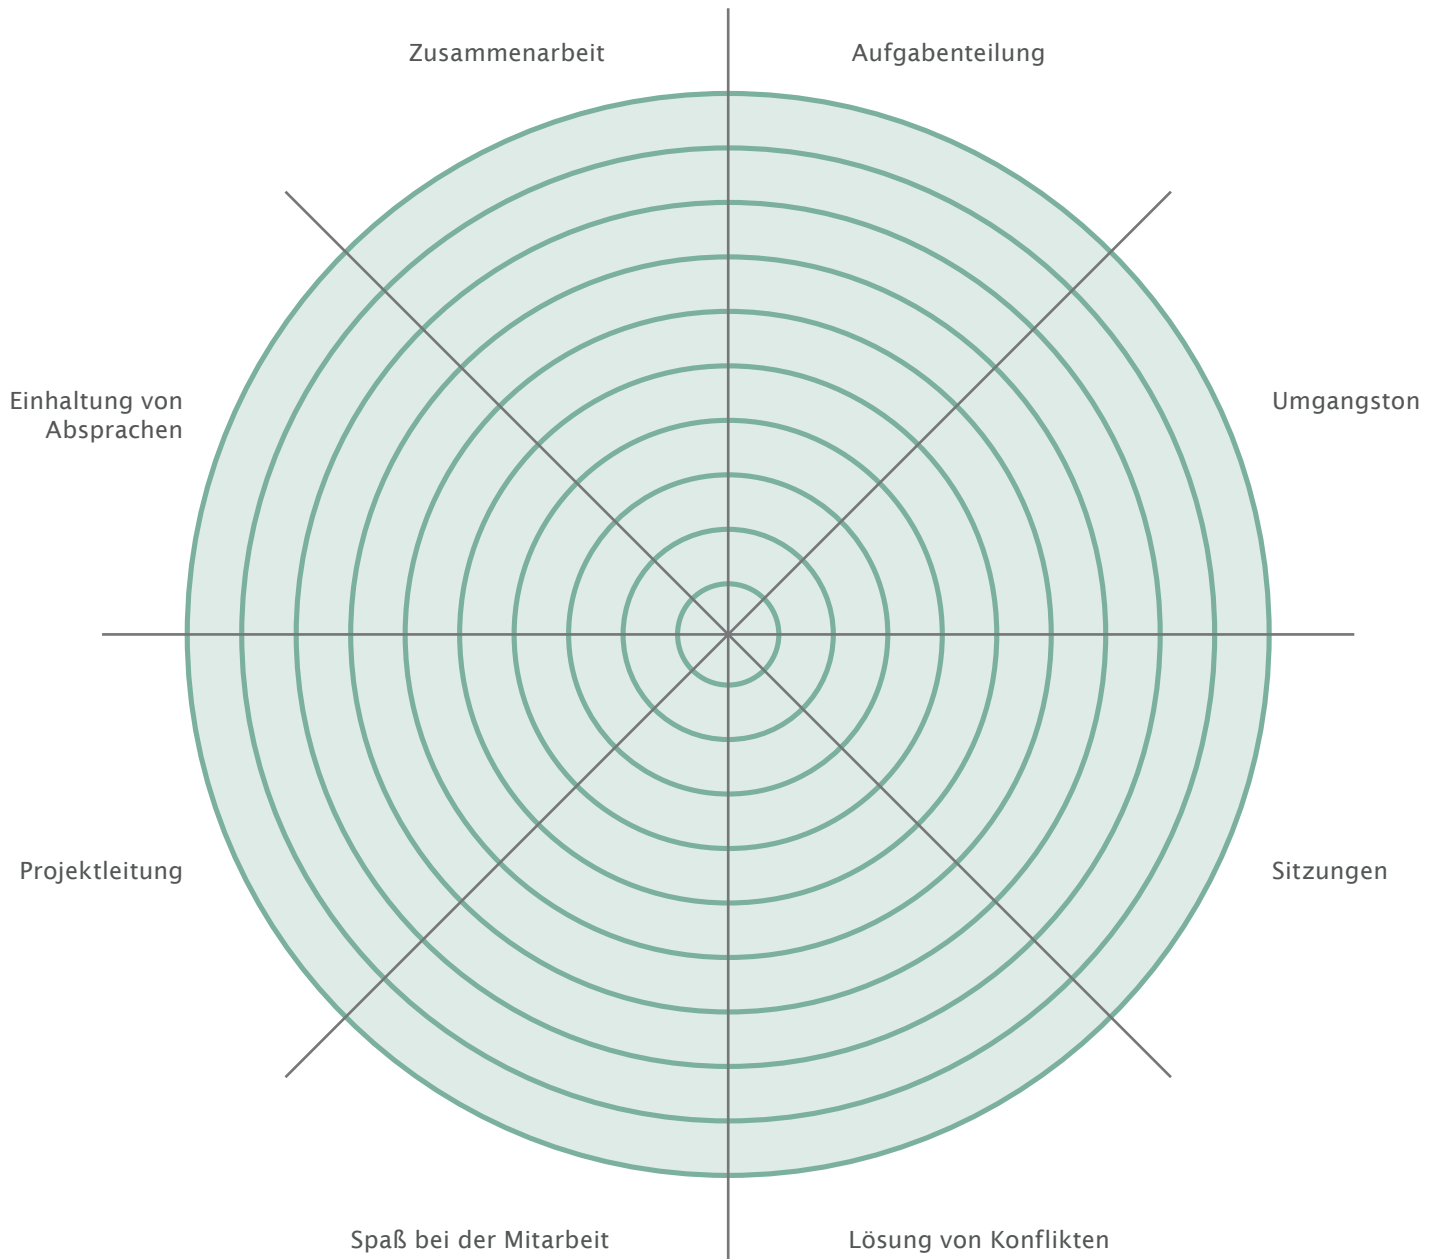 Zusammenarbeit
Aufgabenteilung
Einhaltung von
Absprachen
Umgangston
Projektleitung
Sitzungen
Spaß bei der Mitarbeit
Lösung von Konflikten